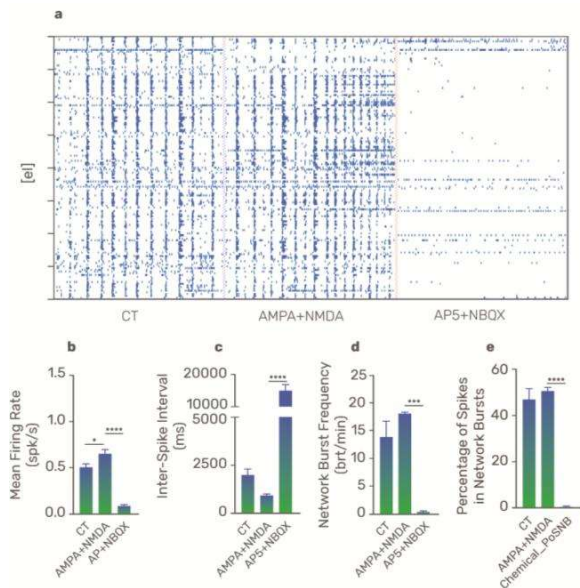 a
[el]
CT AMPA+NMDA AP5+NBQX
b
Mean Firing Rate
(spk/s)
1.5
1.0
0.5
0.0
*
****
CT
AMPA+NMDA
AP+NBQX
c
Inter-Spike Interval
(ms)
20000
10000
5000
2500
0
****
CT
AMPA+NMDA
AP5+NBQX
d
Network Burst Frequency
(brt/min)
20
15
10
5
0
***
CT
AMPA+NMDA
AP5+NBQX
e
Percentage of Spikes
in Network Bursts
60
40
20
0
****
CT
AMPA+NMDA
Chemical_PoSNB